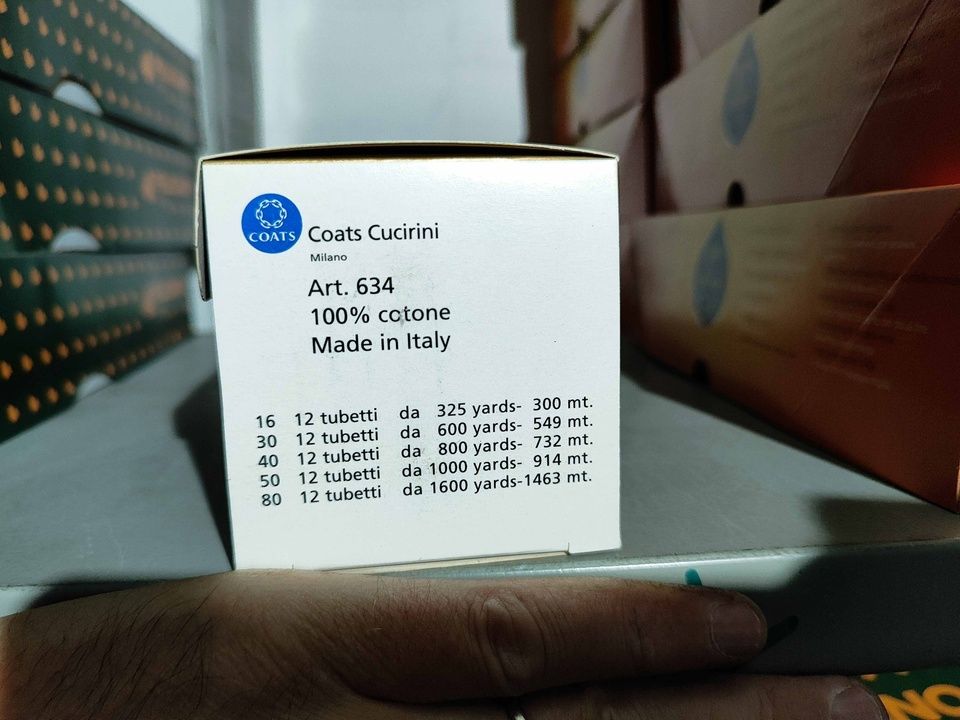 COATS
Coats Cucirini
Milano
Art. 634
100% cotone
Made in Italy
16 12 tubetti da 325 yards- 300 mt.
30 12 tubetti da 600 yards- 549 mt.
40 12 tubetti da 800 yards- 732 mt.
50 12 tubetti da 1000 yards- 914 mt.
80 12 tubetti da 1600 yards-1463 mt.